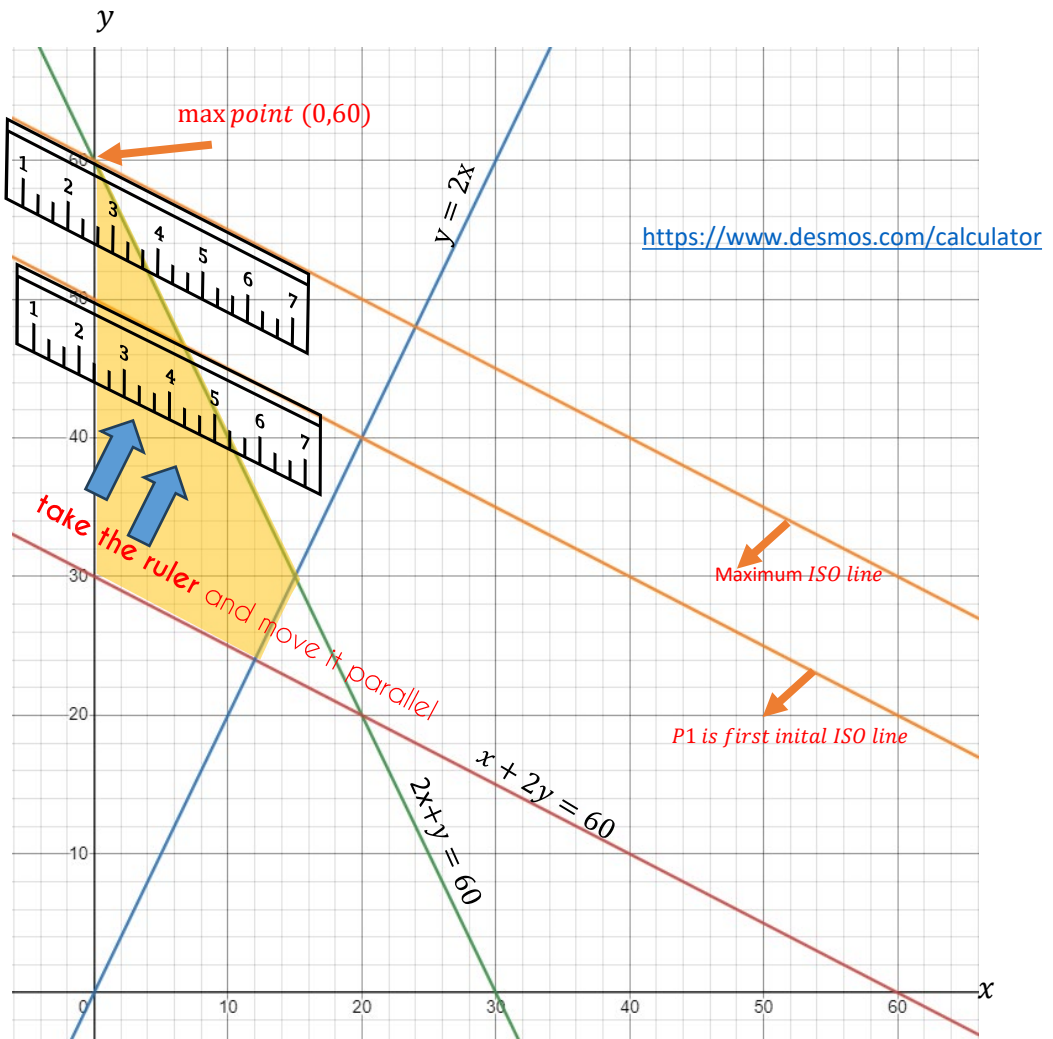 y
max point (0,60)
60
1 2 3 4 5 6 7
y = 2x
https://www.desmos.com/calculator
50
1 2 3 4 5 6 7
40
take the ruler and move it parallel
30
Maximum ISO line
20
P1 is first inital ISO line
x + 2y = 60
2x+y = 60
10
0 10 20 30 40 50 60
x